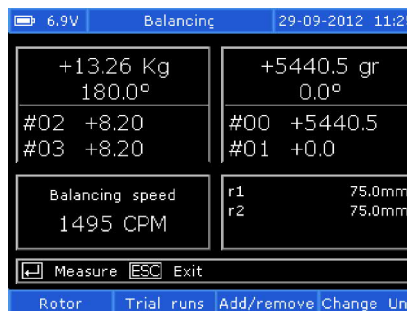 6.9V Balancing 29-09-2012 11:25
+13.26 Kg
180.0º
#02 +8.20
#03 +8.20
+5440.5 gr
0.0º
#00 +5440.5
#01 +0.0
Balancing speed
1495 CPM
r1 75.0mm
r2 75.0mm
Measure ESC Exit
Rotor Trial runs Add/remove Change Un